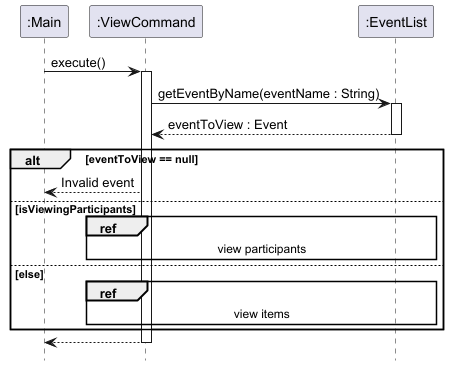 :Main
:ViewCommand
:EventList
execute()
getEventByName(eventName : String)
eventToView : Event
alt
[eventToView == null]
Invalid event
[isViewingParticipants]
ref
view participants
[else]
ref
view items